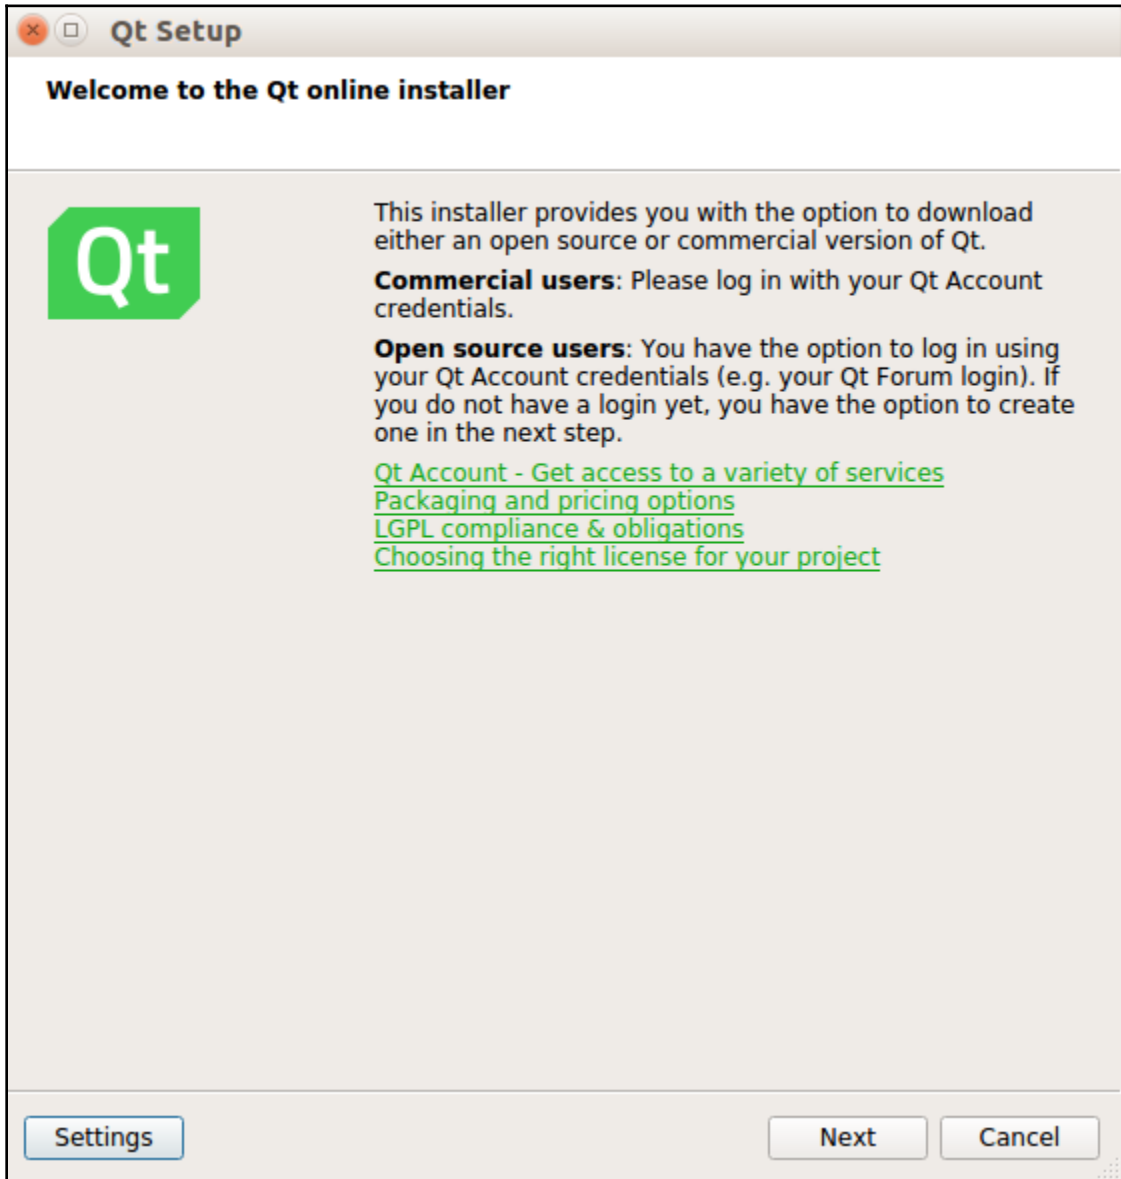 Qt Setup
Welcome to the Qt online installer
Qt
This installer provides you with the option to download
either an open source or commercial version of Qt.
Commercial users: Please log in with your Qt Account
credentials.
Open source users: You have the option to log in using
your Qt Account credentials (e.g. your Qt Forum login). If
you do not have a login yet, you have the option to create
one in the next step.
Qt Account - Get access to a variety of services
Packaging and pricing options
LGPL compliance & obligations
Choosing the right license for your project
Settings
Next
Cancel